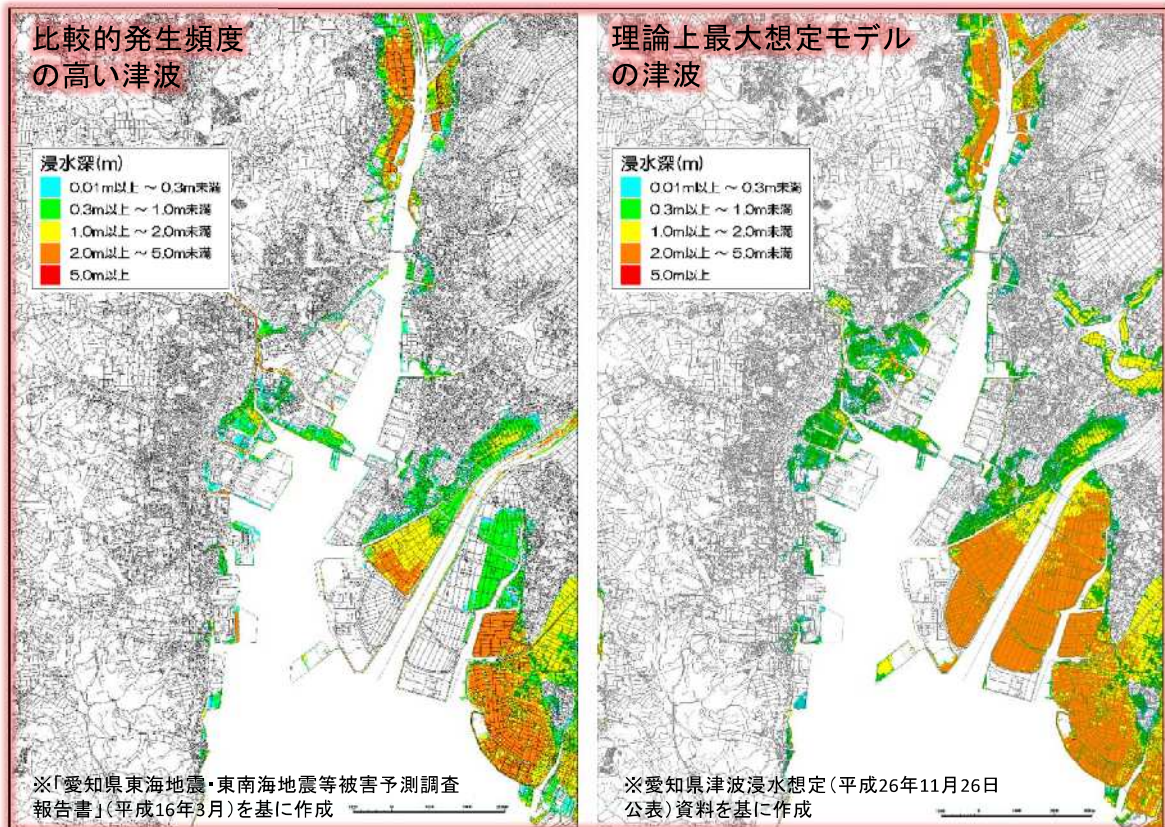 比較的発生頻度
の高い津波
浸水深(m)
0.01m以上 ~ 0.3m未満
0.3m以上 ~ 1.0m未満
1.0m以上 ~ 2.0m未満
2.0m以上 ~ 5.0m未満
5.0m以上
※「愛知県東海地震・東南海地震等被害予測調査
報告書」(平成16年3月)を基に作成
理論上最大想定モデル
の津波
浸水深(m)
0.01m以上 ~ 0.3m未満
0.3m以上 ~ 1.0m未満
1.0m以上 ~ 2.0m未満
2.0m以上 ~ 5.0m未満
5.0m以上
※愛知県津波浸水想定(平成26年11月26日
公表)資料を基に作成